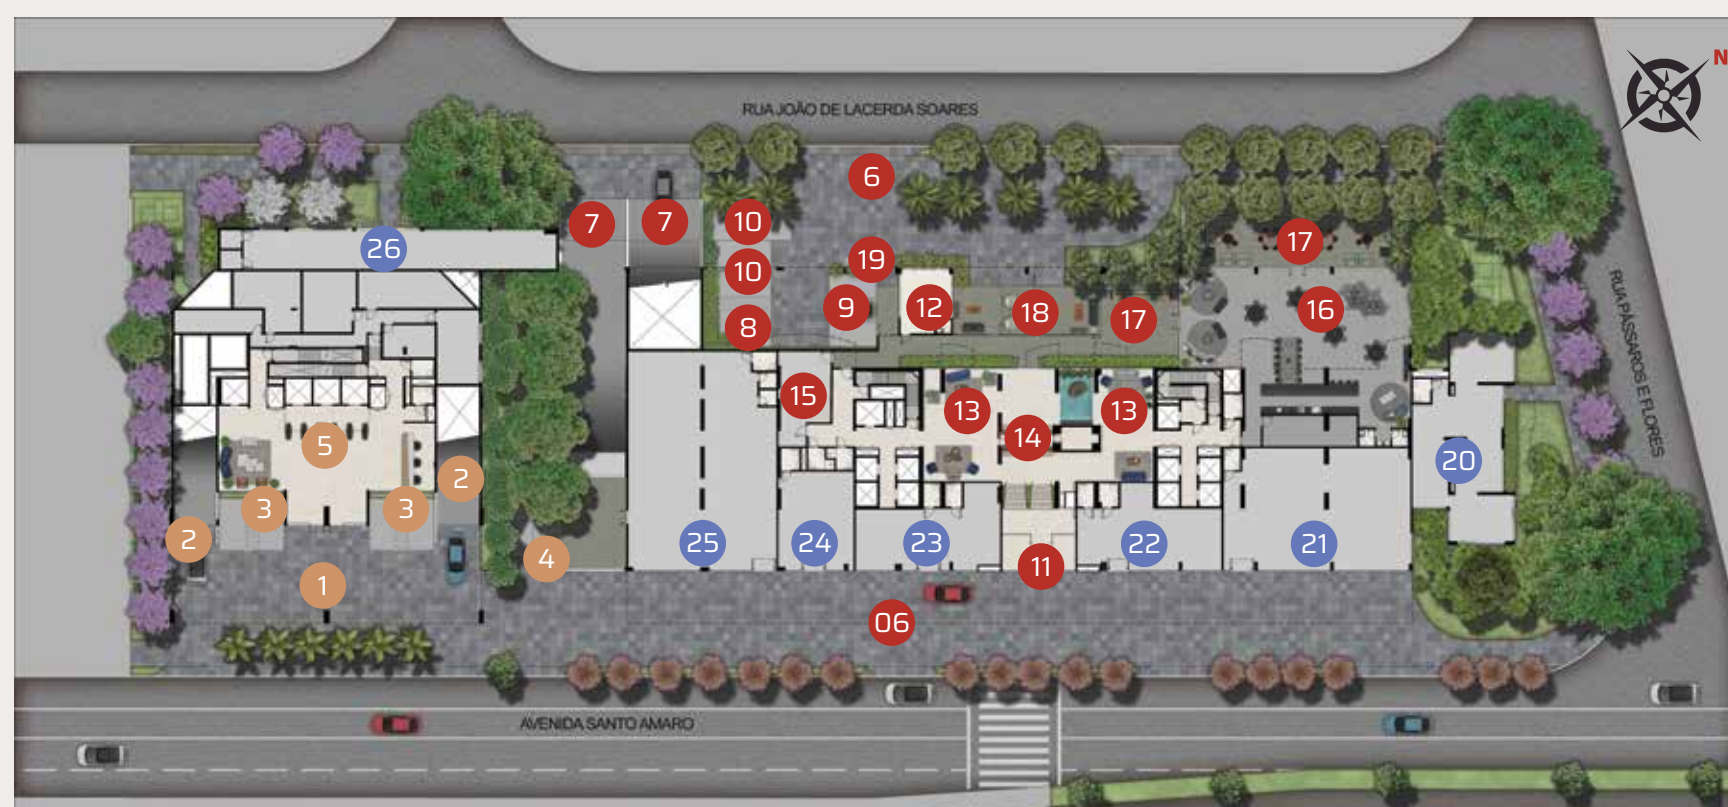 N
RUA JOÃO DE LACERDA SOARES
6
7 7 10 17
26 19
10
9 12 18 17 16
8
RUA PÁSSAROS E FLORES
15 13 13
5 14
2 20
3 3
2 25 24 23 22 21
4 11
1
06
AVENIDA SANTO AMARO